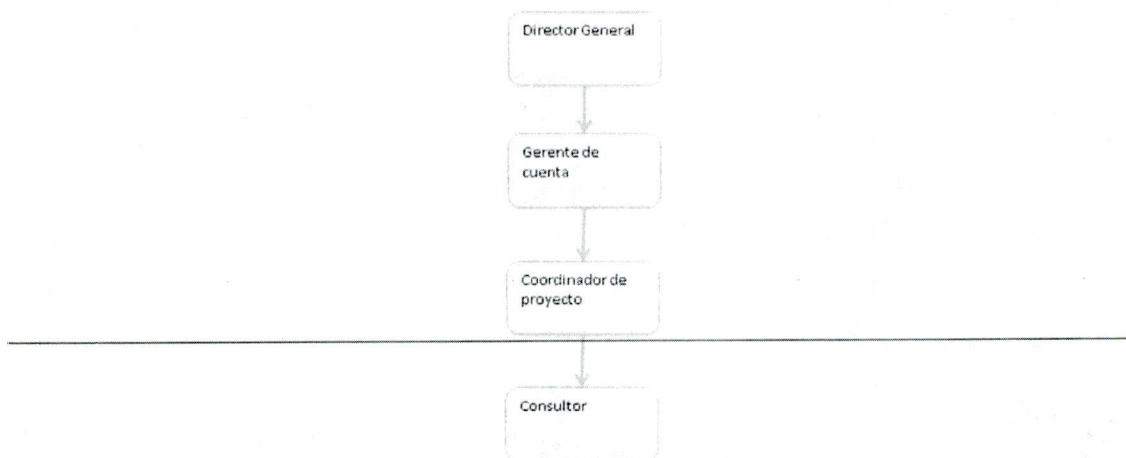 Director General
Gerente de
cuenta
Coordinador de
proyecto
Consultor